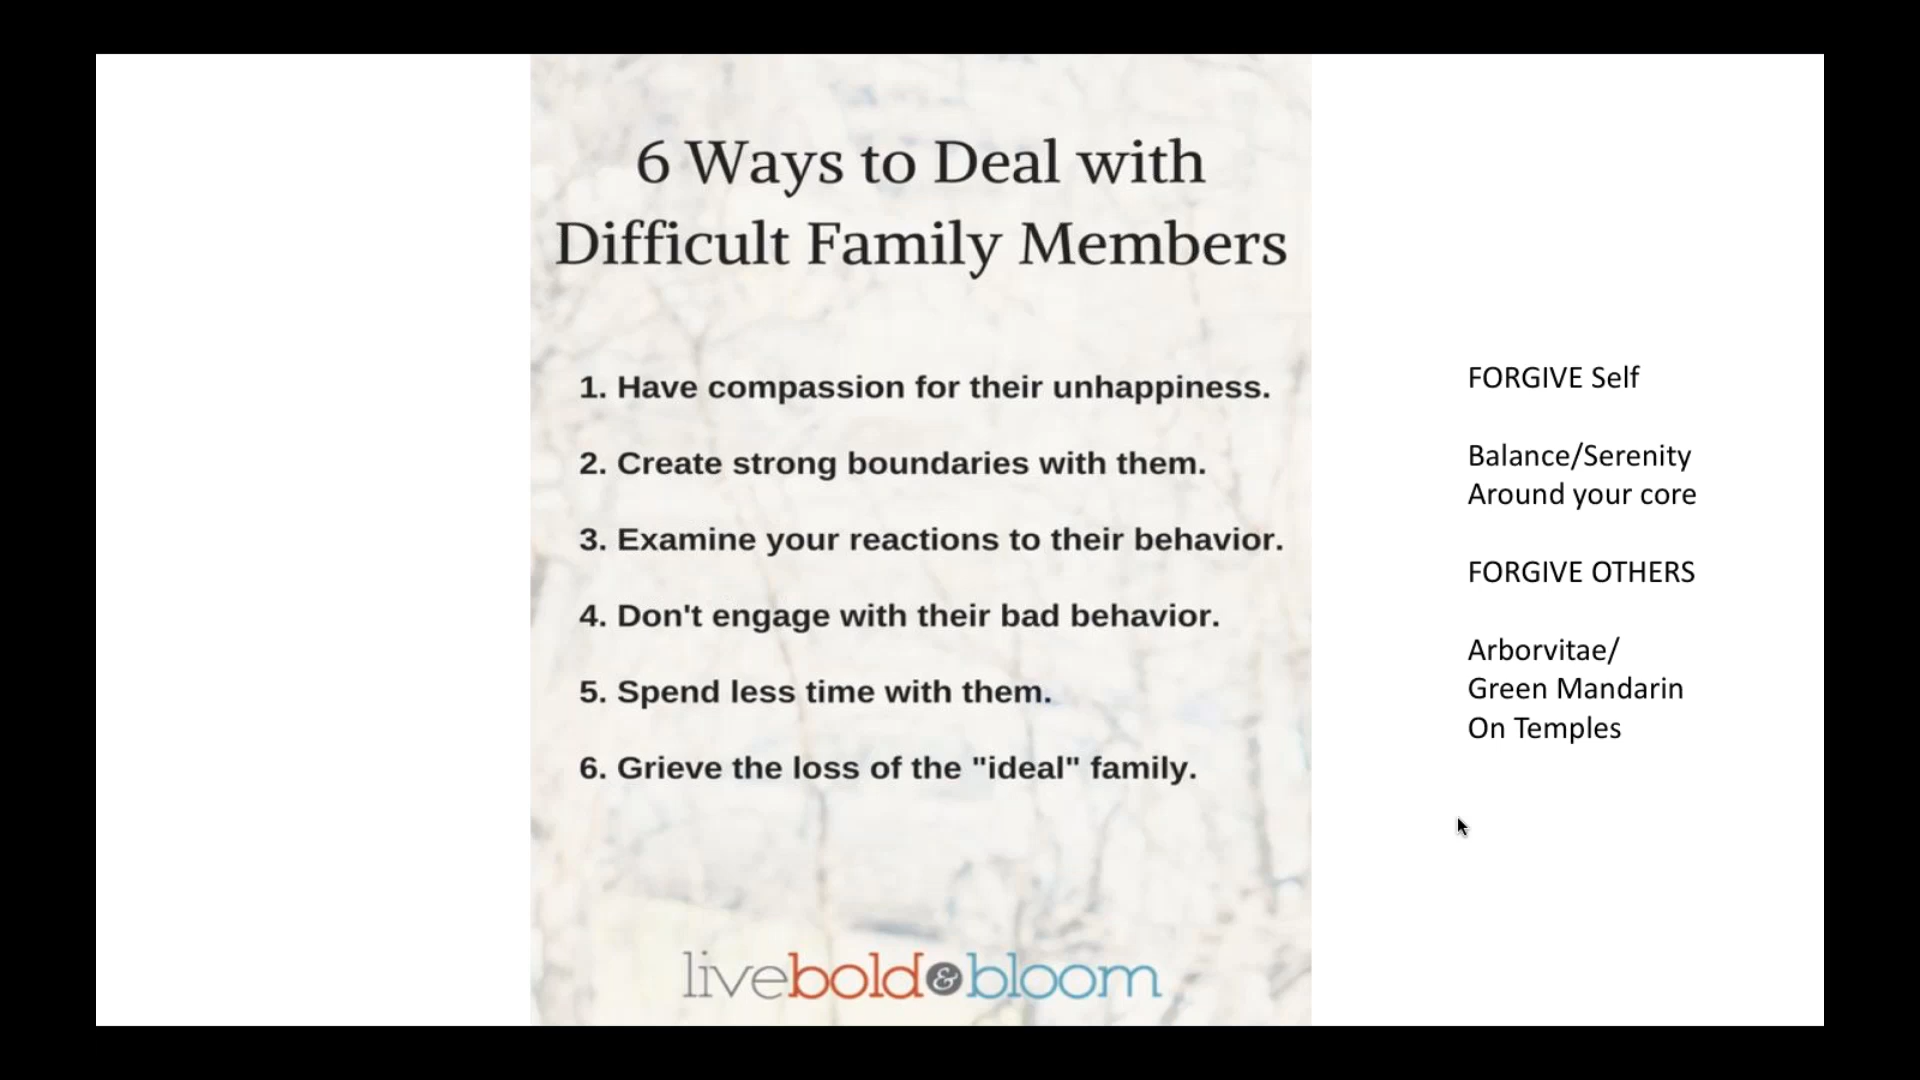 6 Ways to Deal with
Difficult Family Members
1. Have compassion for their unhappiness.
2. Create strong boundaries with them.
3. Examine your reactions to their behavior.
4. Don't engage with their bad behavior.
5. Spend less time with them.
6. Grieve the loss of the "ideal" family.
livebold&bloom
FORGIVE Self
Balance/Serenity
Around your core
FORGIVE OTHERS
Arborvitae/
Green Mandarin
On Temples